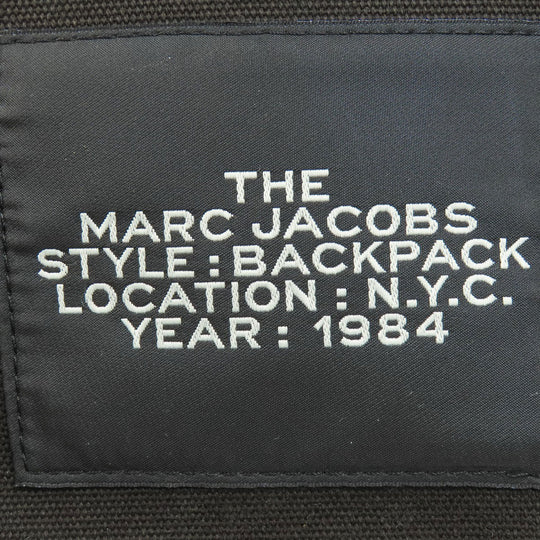 THE
MARC JACOBS
STYLE : BACKPACK
LOCATION : N.Y.C.
YEAR : 1984